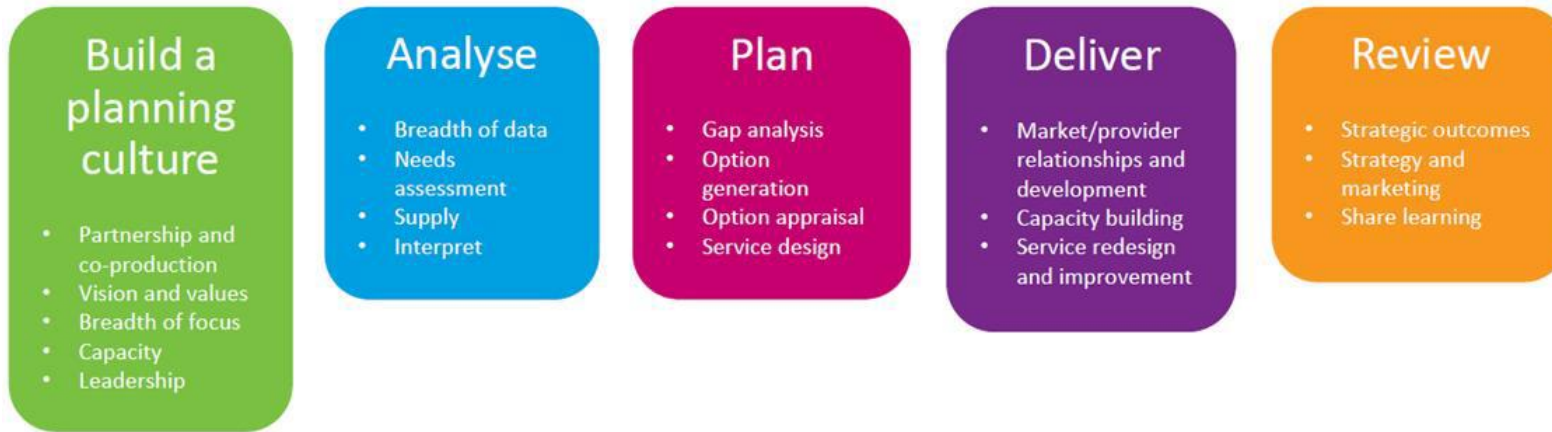 Build a
planning
culture
• Partnership and
co-production
• Vision and values
• Breadth of focus
• Capacity
• Leadership
Analyse
• Breadth of data
• Needs
assessment
• Supply
• Interpret
Plan
• Gap analysis
• Option
generation
• Option appraisal
• Service design
Deliver
• Market/provider
relationships and
development
• Capacity building
• Service redesign
and improvement
Review
• Strategic outcomes
• Strategy and
marketing
• Share learning